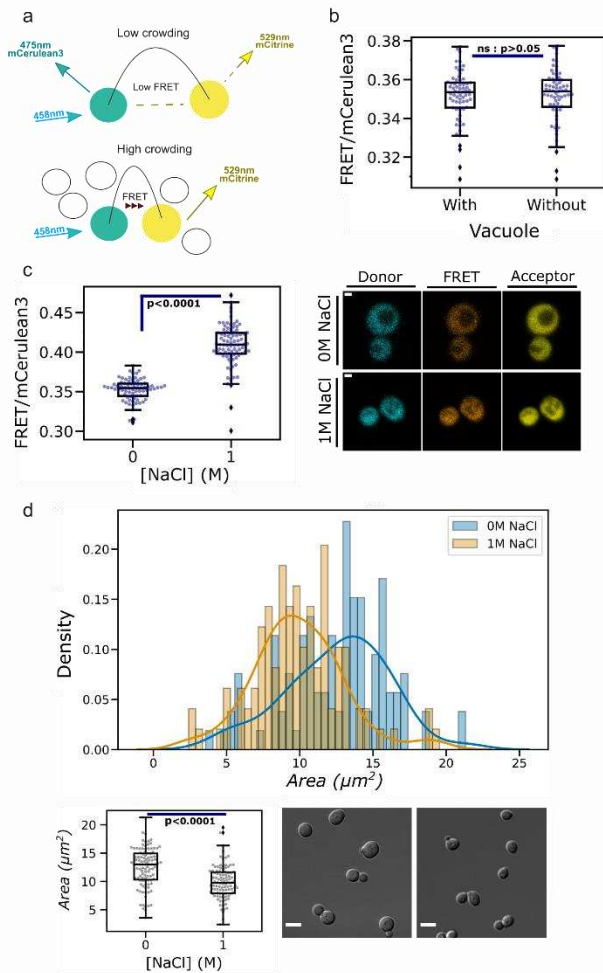 a
Low crowding
475nm
mCerulean3
529nm
mCitrine
Low FRET
458nm
High crowding
529nm
mCitrine
FRET
458nm
b
ns : p>0.05
FRET/mCerulean3
0.38
0.36
0.34
0.32
With
Without
Vacuole
c
p<0.0001
FRET/mCerulean3
0.45
0.40
0.35
0.30
0
1
[NaCl] (M)
Donor
FRET
Acceptor
0M NaCl
1M NaCl
d
0M NaCl
1M NaCl
Density
0.20
0.15
0.10
0.05
0.00
0
5
10
15
20
25
Area (μm²)
p<0.0001
Area (μm²)
20
15
10
5
0
1
[NaCl] (M)